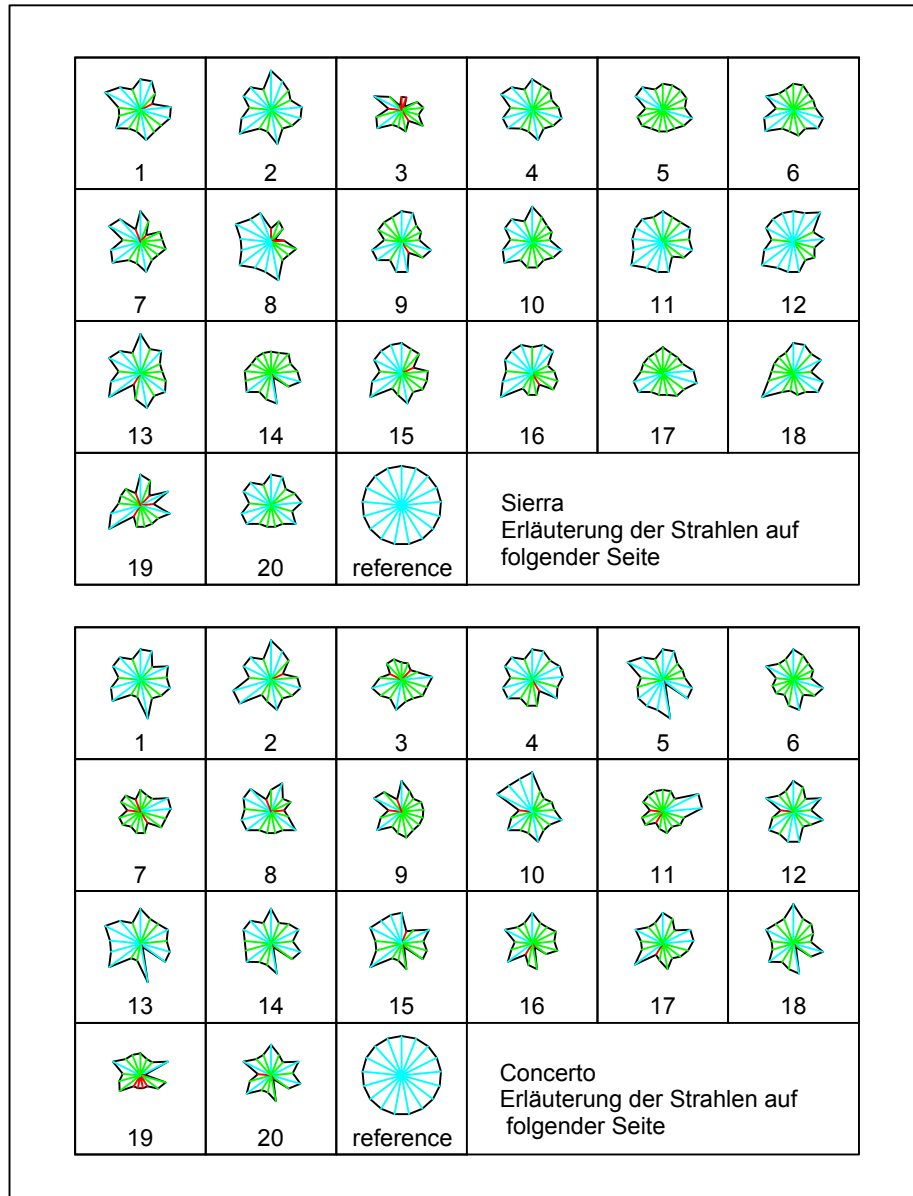 1 2 3 4 5 6
7 8 9 10 11 12
13 14 15 16 17 18
19 20 reference
Sierra
Erläuterung der Strahlen auf
folgender Seite
1 2 3 4 5 6
7 8 9 10 11 12
13 14 15 16 17 18
19 20 reference
Concerto
Erläuterung der Strahlen auf
folgender Seite